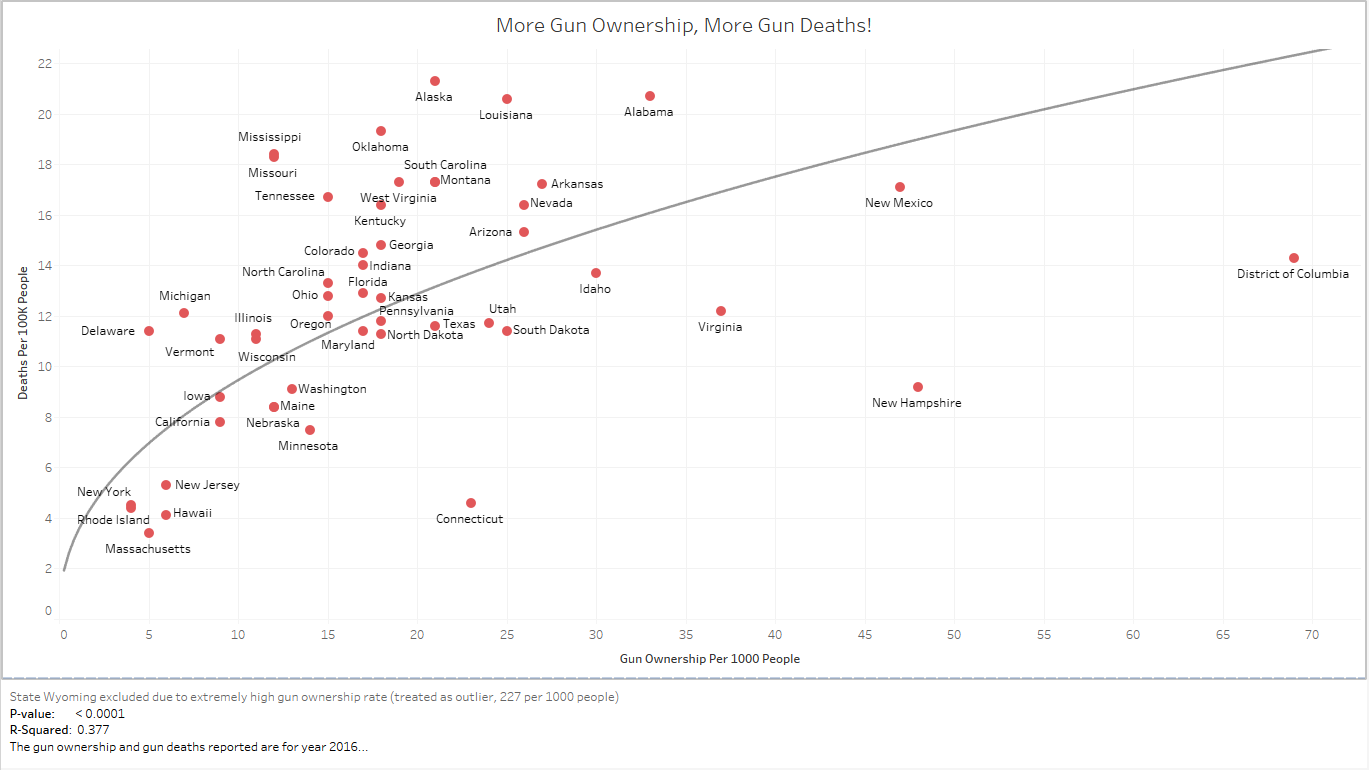 More Gun Ownership, More Gun Deaths!
22
Alaska
Alabama
Louisiana
20
Mississippi
Oklahoma
18
Missouri
South Carolina
Montana
Arkansas
New Mexico
Tennessee
West Virginia
Nevada
16
Kentucky
Arizona
Georgia
Colorado
14
Indiana
North Carolina
District of Columbia
Florida
Idaho
Ohio
Kansas
Michigan
12
Pennsylvania
Utah
Illinois
Oregon
Texas
South Dakota
Virginia
Delaware
North Dakota
Maryland
Vermont
Wisconsin
10
Washington
Iowa
Maine
New Hampshire
8
California
Nebraska
Minnesota
6
New York
New Jersey
4
Rhode Island
Hawaii
Connecticut
Massachusetts
2
0
Deaths Per 100K People
0 5 10 15 20 25 30 35 40 45 50 55 60 65 70
Gun Ownership Per 1000 People
State Wyoming excluded due to extremely high gun ownership rate (treated as outlier, 227 per 1000 people)
P-value: < 0.0001
R-Squared: 0.377
The gun ownership and gun deaths reported are for year 2016...